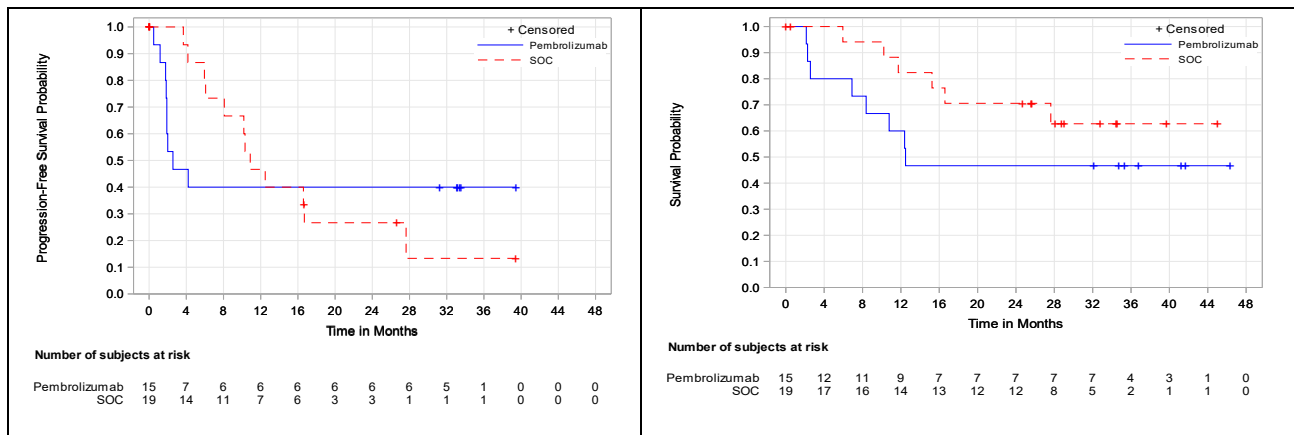 Progression-Free Survival Probability
1.0
0.9
0.8
0.7
0.6
0.5
0.4
0.3
0.2
0.1
0.0
+ Censored
Pembrolizumab
SOC
0 4 8 12 16 20 24 28 32 36 40 44 48
Time in Months
Number of subjects at risk
Pembrolizumab 15 7 6 6 6 6 6 6 5 1 0 0 0
SOC 19 14 11 7 6 3 3 1 1 1 0 0 0
Survival Probability
1.0
0.9
0.8
0.7
0.6
0.5
0.4
0.3
0.2
0.1
0.0
+ Censored
Pembrolizumab
SOC
0 4 8 12 16 20 24 28 32 36 40 44 48
Time in Months
Number of subjects at risk
Pembrolizumab 15 12 11 9 7 7 7 7 7 4 3 1 0
SOC 19 17 16 14 13 12 12 8 5 2 1 1 0